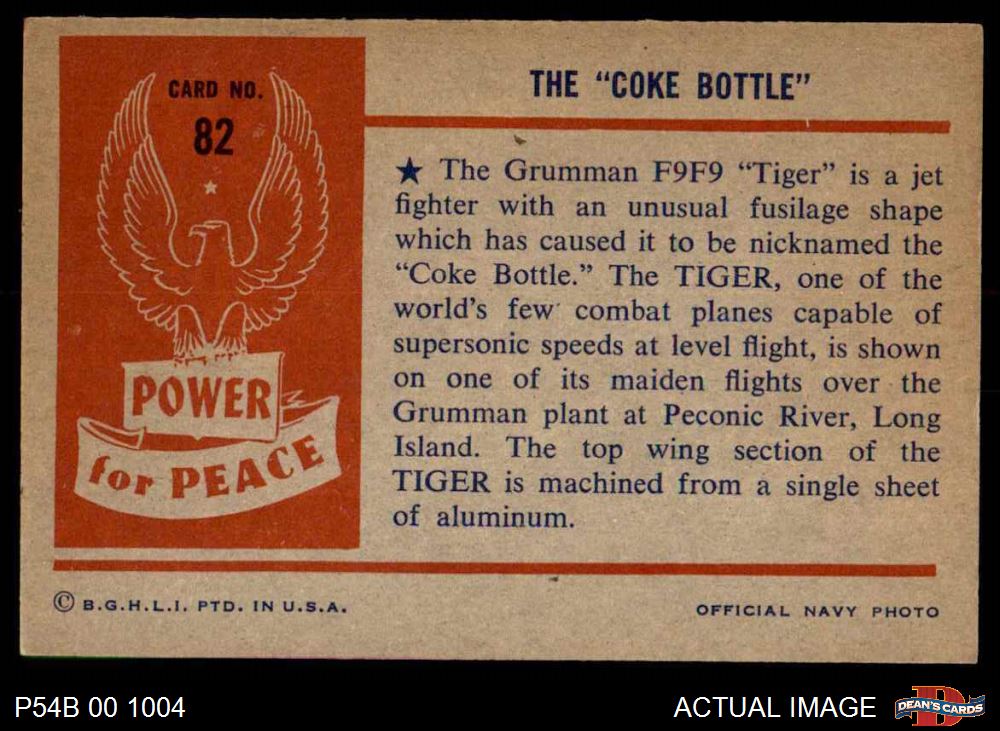 CARD NO.
82
POWER
for PEACE
THE “COKE BOTTLE”
★ The Grumman F9F9 “Tiger” is a jet
fighter with an unusual fusilage shape
which has caused it to be nicknamed the
“Coke Bottle.” The TIGER, one of the
world's few combat planes capable of
supersonic speeds at level flight, is shown
on one of its maiden flights over the
Grumman plant at Peconic River, Long
Island. The top wing section of the
TIGER is machined from a single sheet
of aluminum.
© B.G.H.L.I. PTD. IN U.S.A.
OFFICIAL NAVY PHOTO
P54B 00 1004
ACTUAL IMAGE
DEAN'S CARDS